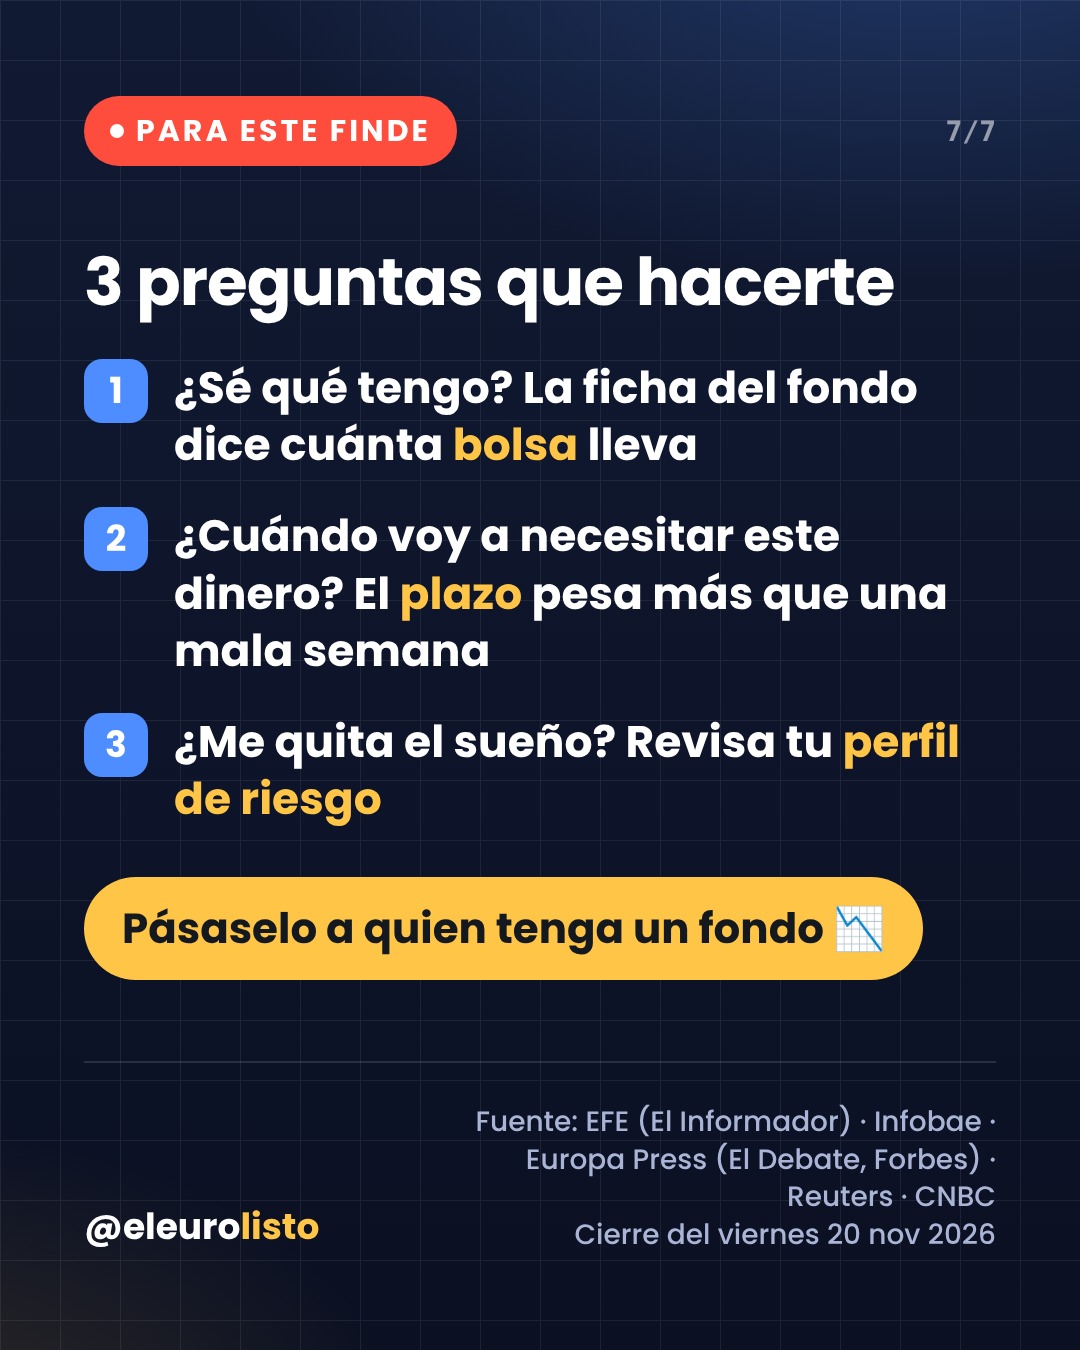 PARA ESTE FINDE
7/7
3 preguntas que hacerte
1 ¿Sé qué tengo? La ficha del fondo
dice cuánta bolsa lleva
2 ¿Cuándo voy a necesitar este
dinero? El plazo pesa más que una
mala semana
3 ¿Me quita el sueño? Revisa tu perfil
de riesgo
Pásaselo a quien tenga un fondo 📉
Fuente: EFE (El Informador) · Infobae ·
Europa Press (El Debate, Forbes) ·
Reuters · CNBC
Cierre del viernes 20 nov 2026
@eleurolisto